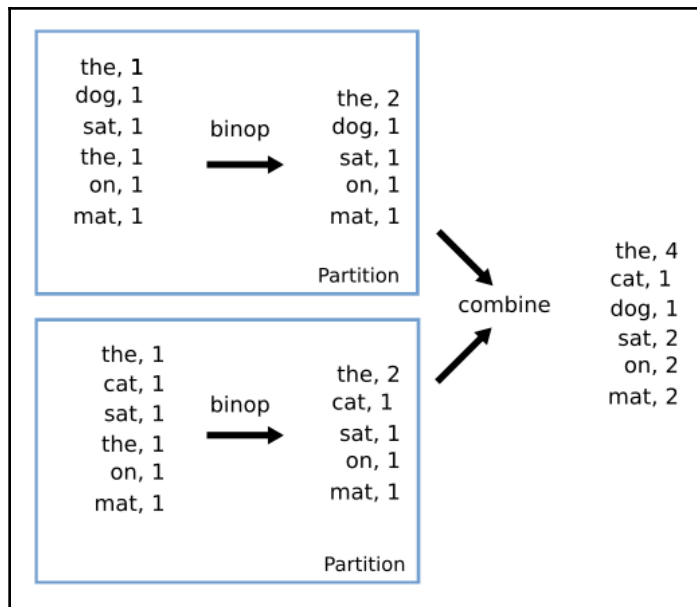 the, 1
dog, 1
sat, 1
the, 1
on, 1
mat, 1
binop
the, 2
dog, 1
sat, 1
on, 1
mat, 1
Partition
the, 1
cat, 1
sat, 1
the, 1
on, 1
mat, 1
binop
the, 2
cat, 1
sat, 1
on, 1
mat, 1
Partition
combine
the, 4
cat, 1
dog, 1
sat, 2
on, 2
mat, 2